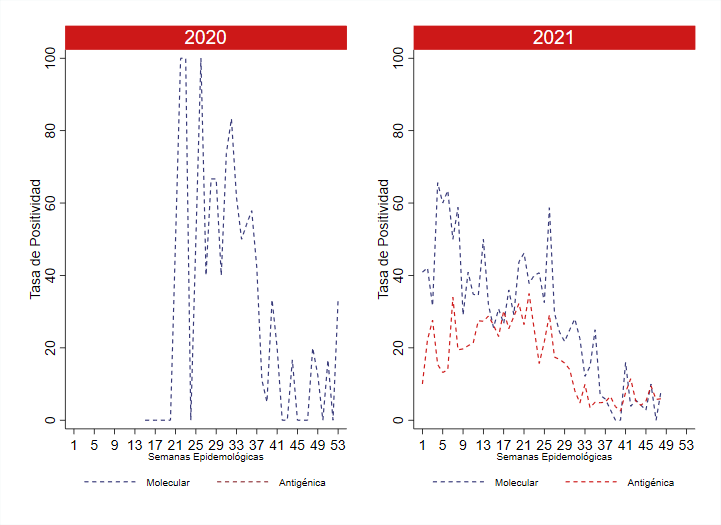 2020
Tasa de Positividad
100
80
60
40
20
0
1 5 9 13 17 21 25 29 33 37 41 45 49 53
Semanas Epidemológicas
Molecular Antigénica
2021
Tasa de Positividad
100
80
60
40
20
0
1 5 9 13 17 21 25 29 33 37 41 45 49 53
Semanas Epidemológicas
Molecular Antigénica